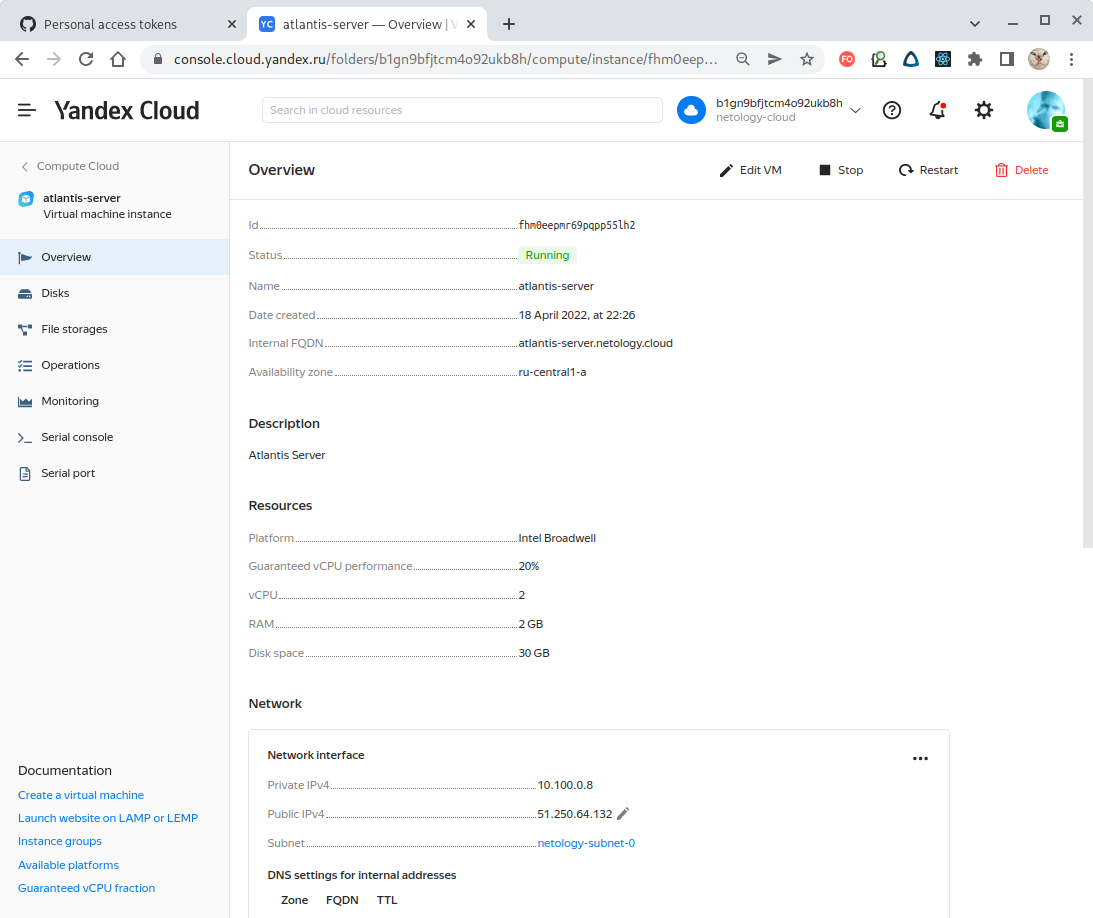 Personal access tokens
YC atlantis-server — Overview |
console.cloud.yandex.ru/folders/b1gn9bfjtcm4o92ukb8h/compute/instance/fhm0eep...
FO
Yandex Cloud
Search in cloud resources
b1gn9bfjtcm4o92ukb8h
netology-cloud
Compute Cloud
atlantis-server
Virtual machine instance
Overview
Disks
File storages
Operations
Monitoring
Serial console
Serial port
Documentation
Create a virtual machine
Launch website on LAMP or LEMP
Instance groups
Available platforms
Guaranteed vCPU fraction
Overview
Edit VM
Stop
Restart
Delete
Id fhm0eepmr69pqpp55lh2
Status Running
Name atlantis-server
Date created 18 April 2022, at 22:26
Internal FQDN atlantis-server.netology.cloud
Availability zone ru-central1-a
Description
Atlantis Server
Resources
Platform Intel Broadwell
Guaranteed vCPU performance 20%
vCPU 2
RAM 2 GB
Disk space 30 GB
Network
Network interface
Private IPv4 10.100.0.8
Public IPv4 51.250.64.132
Subnet netology-subnet-0
DNS settings for internal addresses
Zone FQDN TTL